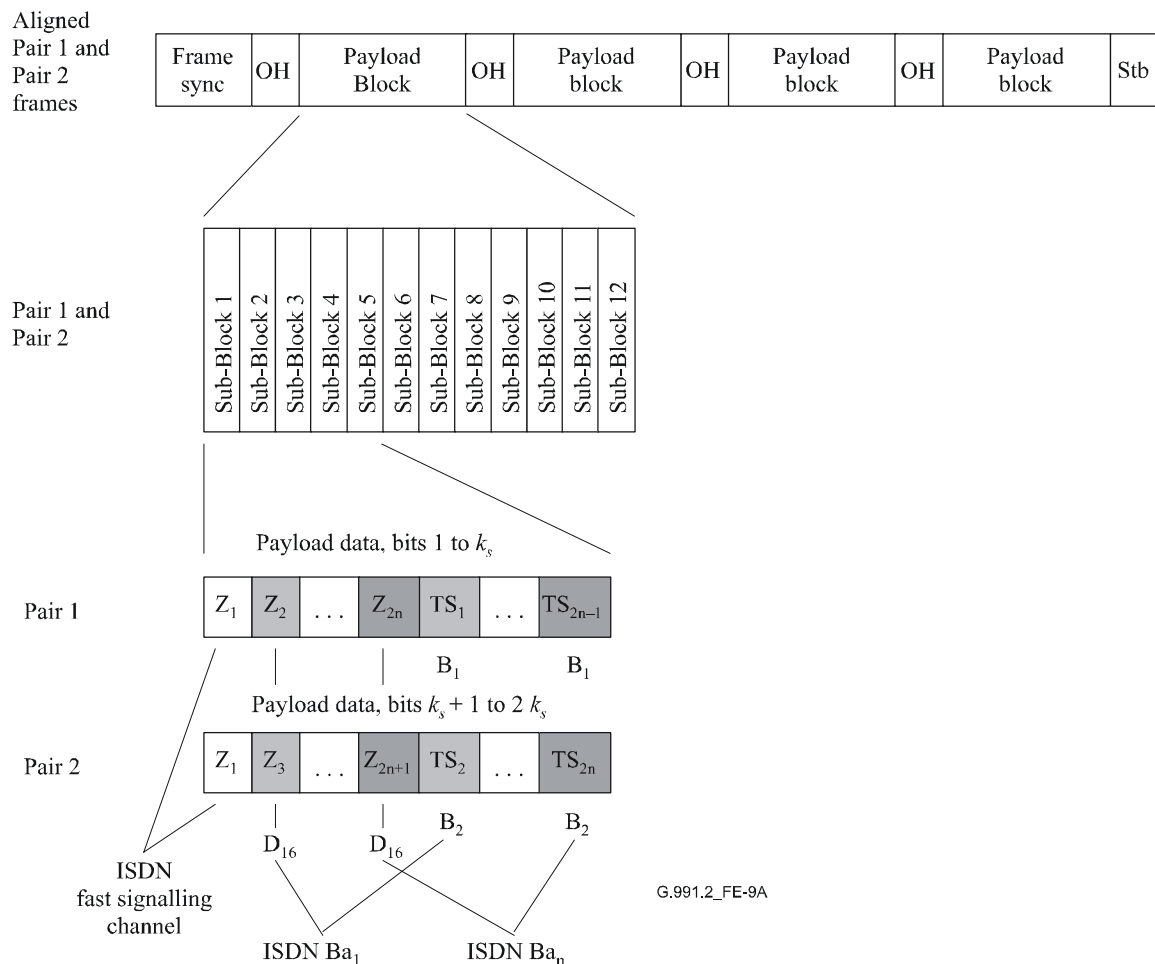 Aligned
Pair 1 and
Pair 2
frames
Frame
sync
OH
Payload
Block
OH
Payload
block
OH
Payload
block
OH
Payload
block
Stb
Pair 1 and
Pair 2
Sub-Block 1
Sub-Block 2
Sub-Block 3
Sub-Block 4
Sub-Block 5
Sub-Block 6
Sub-Block 7
Sub-Block 8
Sub-Block 9
Sub-Block 10
Sub-Block 11
Sub-Block 12
Payload data, bits 1 to kₛ
Pair 1
Z₁ Z₂ . . . Z₂ₙ TS₁ . . . TS₂ₙ₋₁
B₁ B₁
Payload data, bits kₛ + 1 to 2 kₛ
Pair 2
Z₁ Z₃ . . . Z₂ₙ₊₁ TS₂ . . . TS₂ₙ
B₂ B₂
D₁₆ D₁₆
ISDN
fast signalling
channel
G.991.2_FE-9A
ISDN Ba₁ ISDN Baₙ